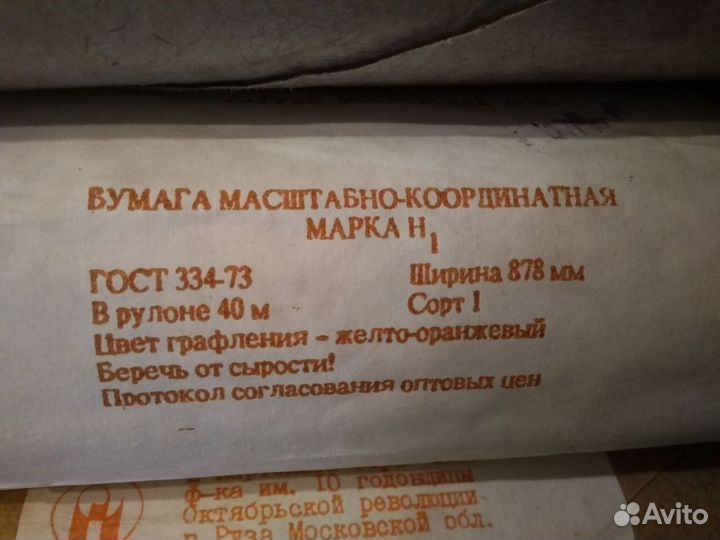 БУМАГА МАСШТАБНО-КООРДИНАТНАЯ
МАРКА Н1
ГОСТ 334-73 Ширина 878 мм
В рулоне 40 м Сорт 1
Цвет графления – желто-оранжевый
Беречь от сырости!
Протокол согласования оптовых цен
ф-ка им. 10 годовщины
Октябрьской революции
г. Руза Московской обл.
Avito